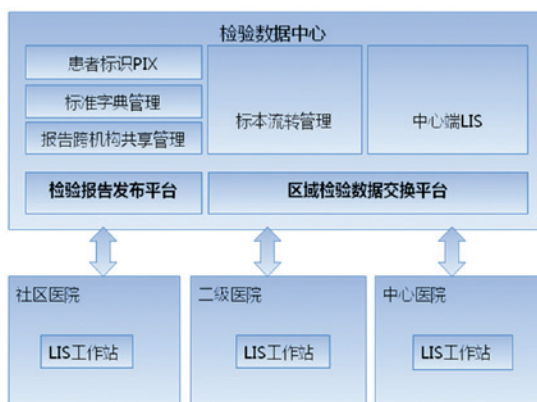 检验数据中心
患者标识PIX
标准字典管理
报告跨机构共享管理
标本流转管理
中心端LIS
检验报告发布平台
区域检验数据交换平台
社区医院
二级医院
中心医院
LIS工作站
LIS工作站
LIS工作站